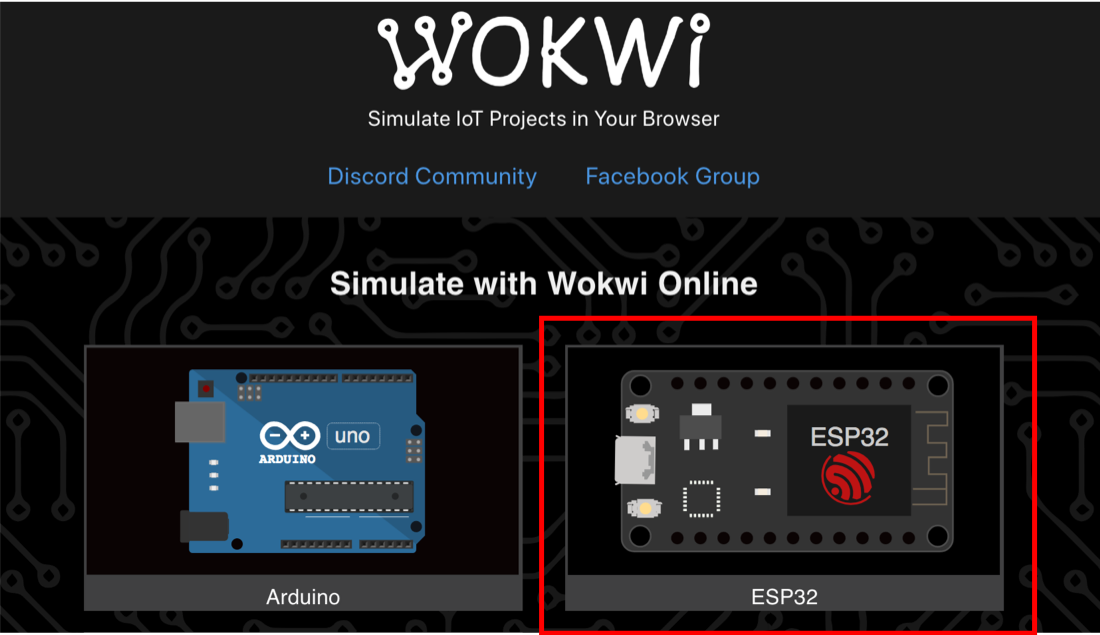 WOKWi
Simulate IoT Projects in Your Browser
Discord Community Facebook Group
Simulate with Wokwi Online
uno
ARDUINO
ESP32
Arduino
ESP32